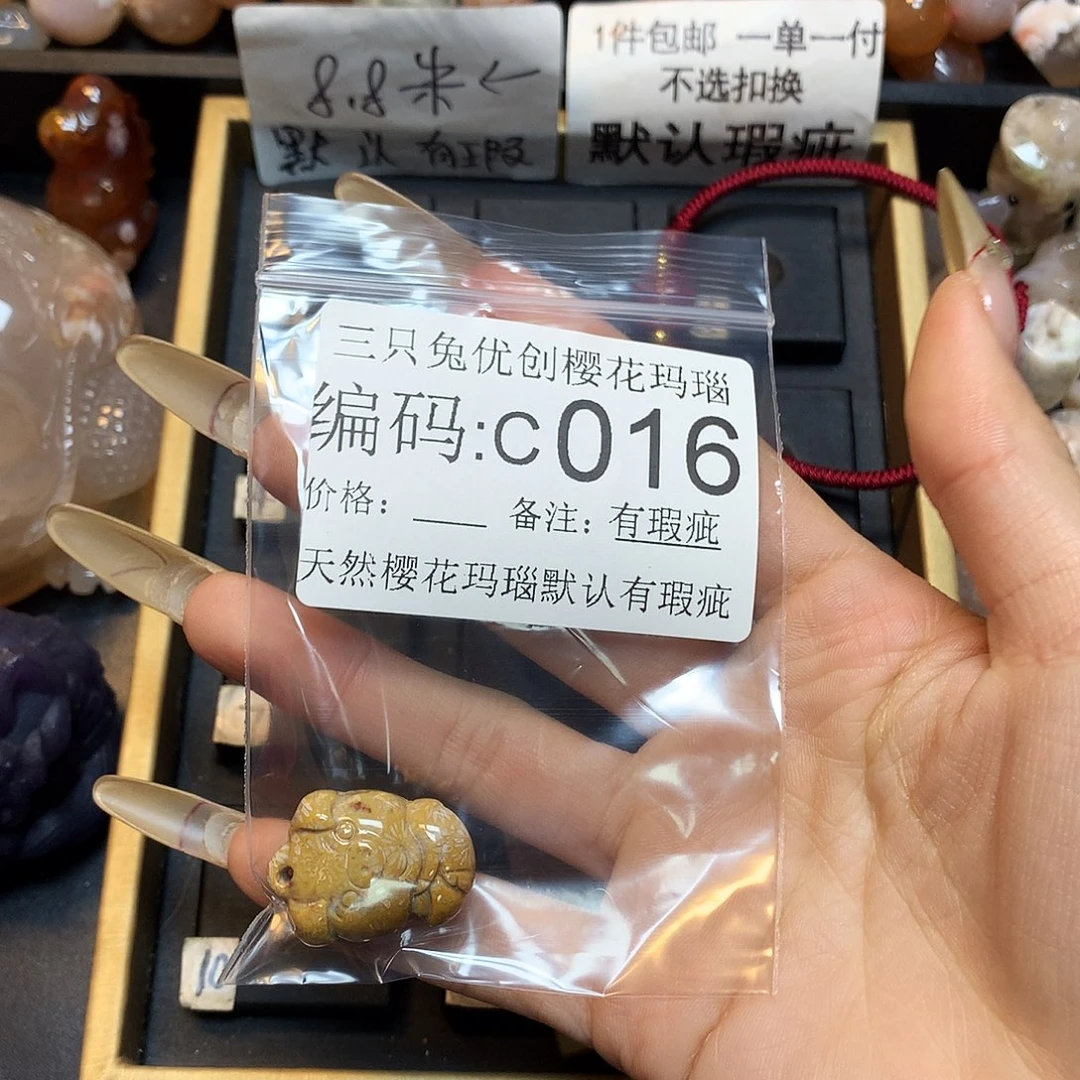 8.8米←
默认有瑕
1件包邮 一单一付
不选扣换
默认瑕疵
三只兔优创樱花玛瑙
编码:c016
价格：___ 备注：有瑕疵
天然樱花玛瑙默认有瑕疵
10